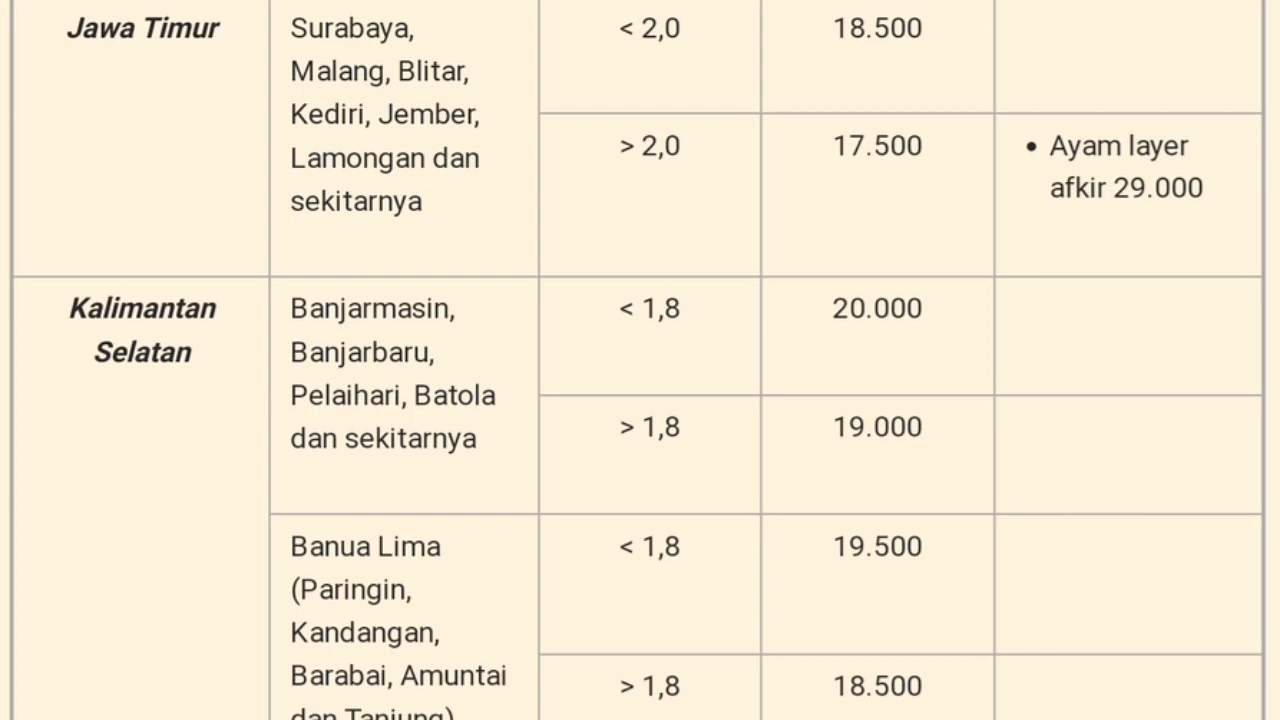 Jawa Timur
Surabaya,
Malang, Blitar,
Kediri, Jember,
Lamongan dan
sekitarnya
< 2,0
18.500
> 2,0
17.500
• Ayam layer
afkir 29.000
Kalimantan
Selatan
Banjarmasin,
Banjarbaru,
Pelaihari, Batola
dan sekitarnya
< 1,8
20.000
> 1,8
19.000
Banua Lima
(Paringin,
Kandangan,
Barabai, Amuntai
dan Tanjung)
< 1,8
19.500
> 1,8
18.500